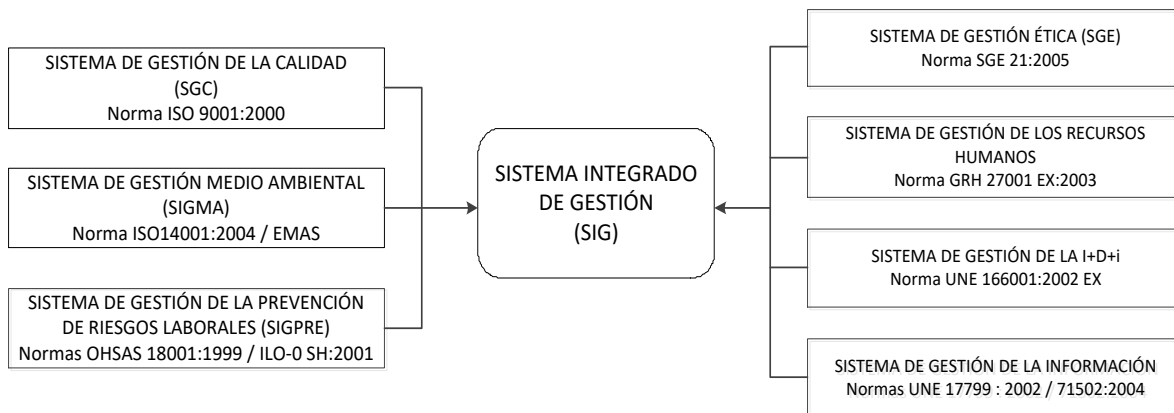 SISTEMA DE GESTIÓN DE LA CALIDAD
(SGC)
Norma ISO 9001:2000
SISTEMA DE GESTIÓN MEDIO AMBIENTAL
(SIGMA)
Norma ISO14001:2004 / EMAS
SISTEMA DE GESTIÓN DE LA PREVENCIÓN
DE RIESGOS LABORALES (SIGPRE)
Normas OHSAS 18001:1999 / ILO-0 SH:2001
SISTEMA INTEGRADO
DE GESTIÓN
(SIG)
SISTEMA DE GESTIÓN ÉTICA (SGE)
Norma SGE 21:2005
SISTEMA DE GESTIÓN DE LOS RECURSOS
HUMANOS
Norma GRH 27001 EX:2003
SISTEMA DE GESTIÓN DE LA I+D+i
Norma UNE 166001:2002 EX
SISTEMA DE GESTIÓN DE LA INFORMACIÓN
Normas UNE 17799 : 2002 / 71502:2004